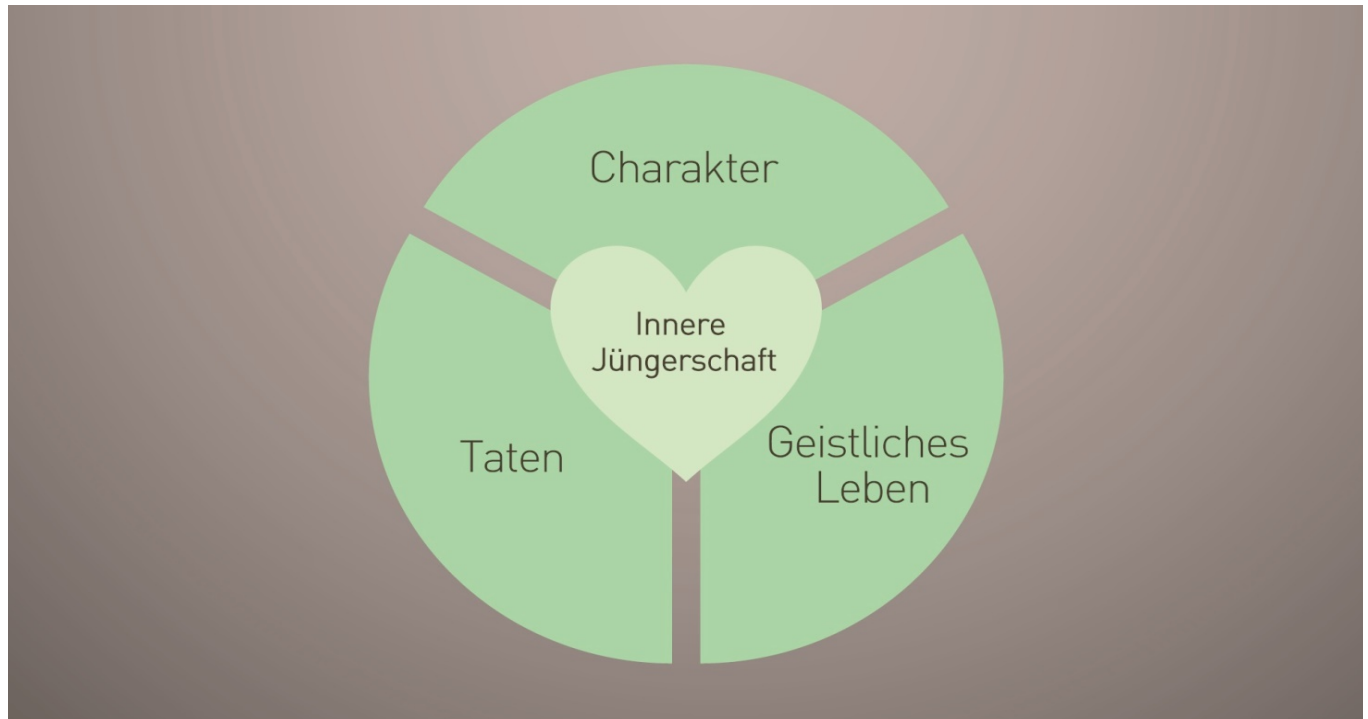 Charakter
Innere
Jüngerschaft
Taten
Geistliches
Leben